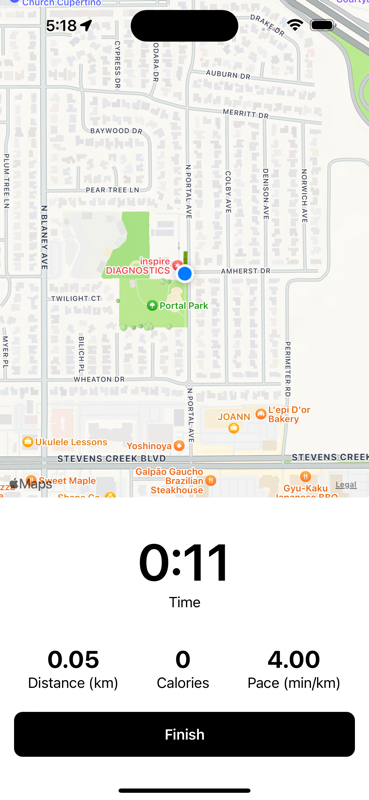 Church Cupertino
5:18
DRAKE DR
CYPRESS DR
AUBURN DR
MERRITT DR
BAYWOOD DR
PLUM TREE LN
PEAR TREE LN
N BLANEY AVE
N PORTAL AVE
COLBY AVE
DENISON AVE
NORWICH AVE
inspire
DIAGNOSTICS
AMHERST DR
TWILIGHT CT
Portal Park
MYER PL
BILICH PL
PERIMETER RD
WHEATON DR
N PORTAL AVE
JOANN
L'epi D'or
Bakery
Ukulele Lessons
Yoshinoya
STEVENS CREEK BLVD
STEVENS CREEK
Galpão Gaucho
Brazilian
Steakhouse
Sweet Maple
Gyu-Kaku
Japanese BBQ
Maps
Legal
0:11
Time
0.05
0
4.00
Distance (km)
Calories
Pace (min/km)
Finish